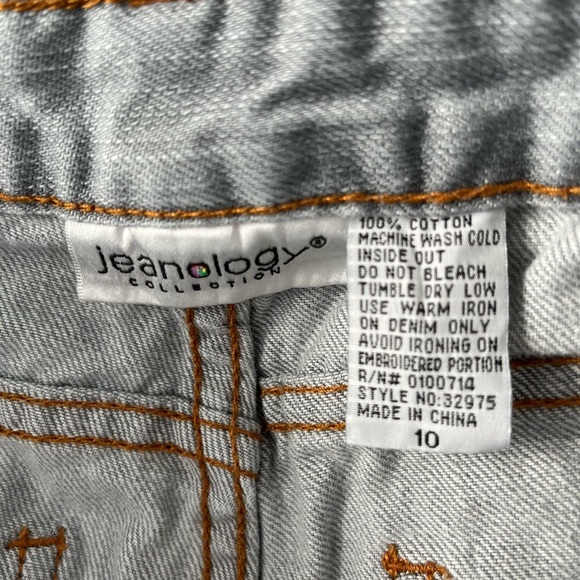 jeanology®
COLLECTION
100% COTTON
MACHINE WASH COLD
INSIDE OUT
DO NOT BLEACH
TUMBLE DRY LOW
USE WARM IRON
ON DENIM ONLY
AVOID IRONING ON
EMBROIDERED PORTION
R/N# 0100714
STYLE NO:32975
MADE IN CHINA
10